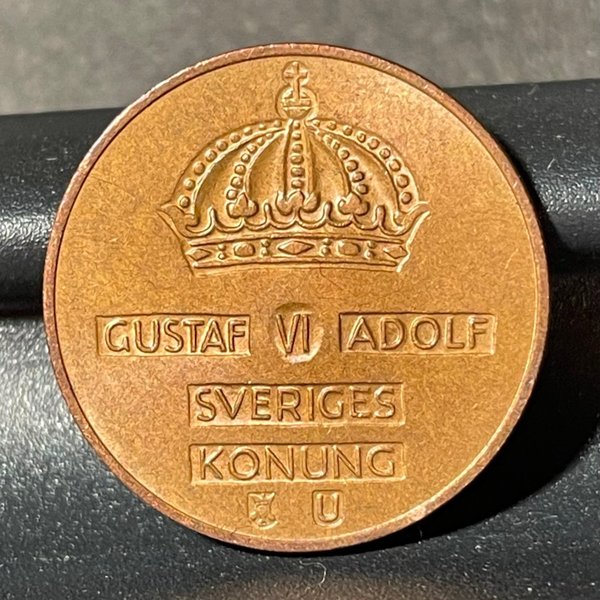 GUSTAF VI ADOLF
SVERIGES
KONUNG
U